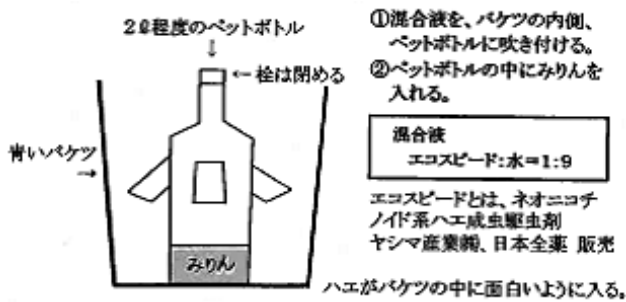 2ℓ程度のペットボトル
↓
←栓は閉める
青いバケツ
→
みりん
①混合液を、バケツの内側、
ペットボトルに吹き付ける。
②ペットボトルの中にみりんを
入れる。
混合液
エコスピード:水=1:9
エコスピードとは、ネオニコチ
ノイド系ハエ成虫駆虫剤
ヤシマ産業㈱、日本全薬 販売
ハエがバケツの中に面白いように入る。